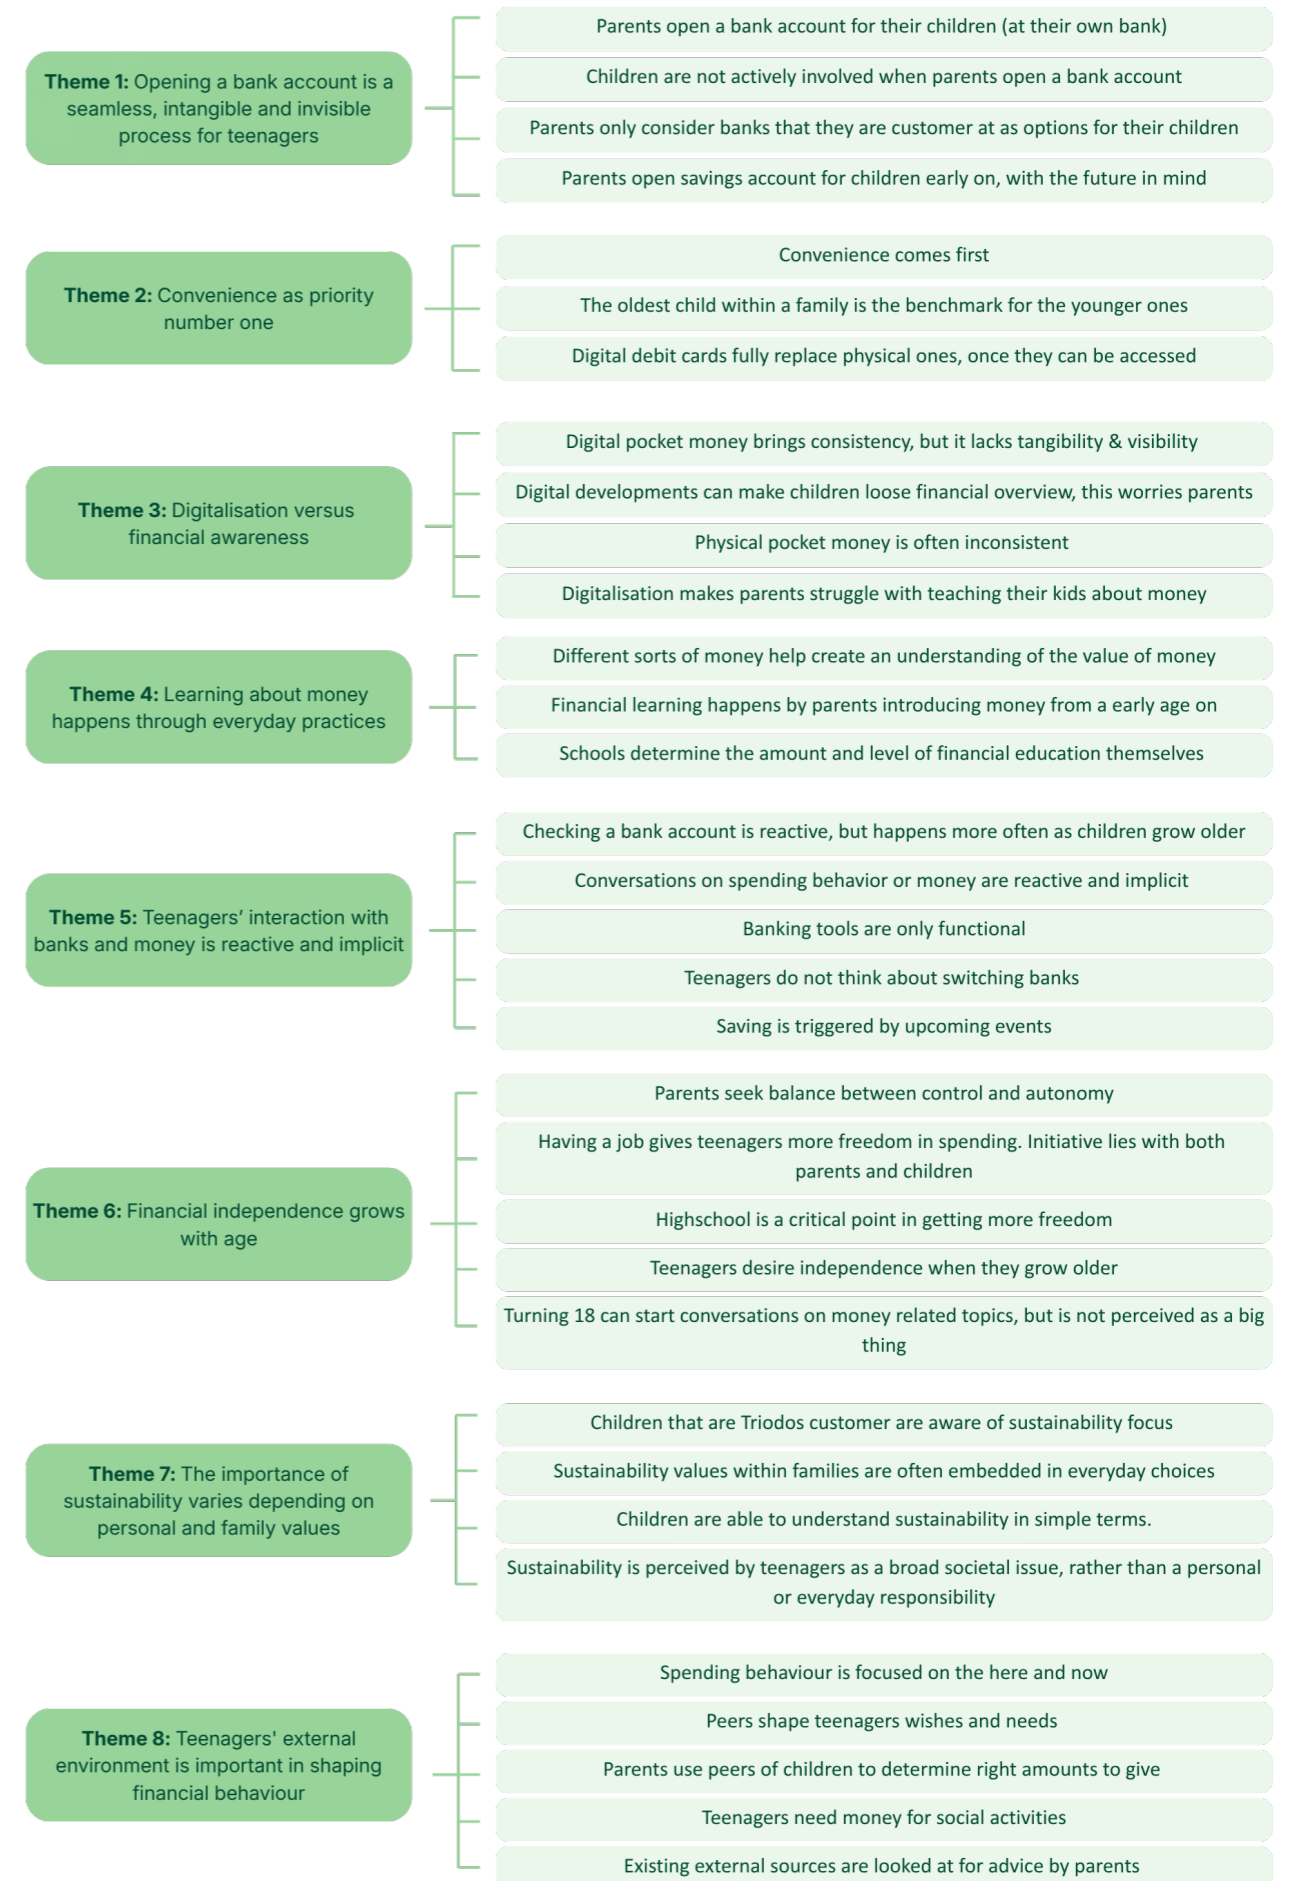 Theme 1: Opening a bank account is a
seamless, intangible and invisible
process for teenagers
Parents open a bank account for their children (at their own bank)
Children are not actively involved when parents open a bank account
Parents only consider banks that they are customer at as options for their children
Parents open savings account for children early on, with the future in mind
Theme 2: Convenience as priority
number one
Convenience comes first
The oldest child within a family is the benchmark for the younger ones
Digital debit cards fully replace physical ones, once they can be accessed
Theme 3: Digitalisation versus
financial awareness
Digital pocket money brings consistency, but it lacks tangibility & visibility
Digital developments can make children loose financial overview, this worries parents
Physical pocket money is often inconsistent
Digitalisation makes parents struggle with teaching their kids about money
Theme 4: Learning about money
happens through everyday practices
Different sorts of money help create an understanding of the value of money
Financial learning happens by parents introducing money from a early age on
Schools determine the amount and level of financial education themselves
Theme 5: Teenagers' interaction with
banks and money is reactive and implicit
Checking a bank account is reactive, but happens more often as children grow older
Conversations on spending behavior or money are reactive and implicit
Banking tools are only functional
Teenagers do not think about switching banks
Saving is triggered by upcoming events
Theme 6: Financial independence grows
with age
Parents seek balance between control and autonomy
Having a job gives teenagers more freedom in spending. Initiative lies with both
parents and children
Highschool is a critical point in getting more freedom
Teenagers desire independence when they grow older
Turning 18 can start conversations on money related topics, but is not perceived as a big
thing
Theme 7: The importance of
sustainability varies depending on
personal and family values
Children that are Triodos customer are aware of sustainability focus
Sustainability values within families are often embedded in everyday choices
Children are able to understand sustainability in simple terms.
Sustainability is perceived by teenagers as a broad societal issue, rather than a personal
or everyday responsibility
Theme 8: Teenagers' external
environment is important in shaping
financial behaviour
Spending behaviour is focused on the here and now
Peers shape teenagers wishes and needs
Parents use peers of children to determine right amounts to give
Teenagers need money for social activities
Existing external sources are looked at for advice by parents